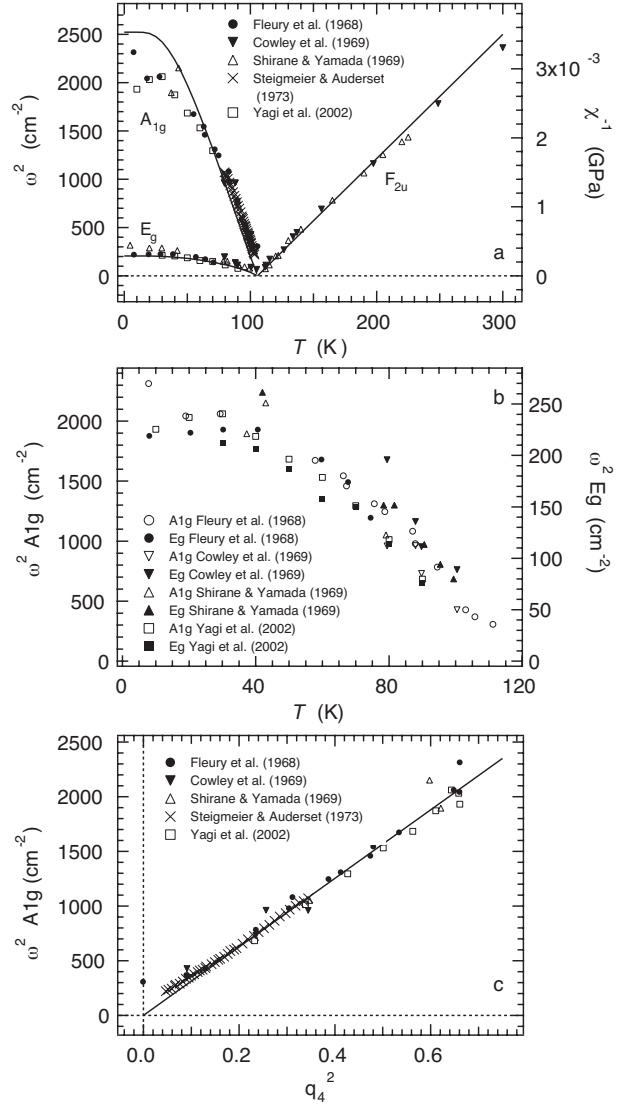 2500
2000
1500
1000
500
0
ω² (cm⁻²)
Fleury et al. (1968)
Cowley et al. (1969)
Shirane & Yamada (1969)
Steigmeier & Auderset
(1973)
Yagi et al. (2002)
A1g
Eg
F2u
a
3x10⁻³
2
1
0
χ⁻¹ (GPa)
0 50 100 150 200 250 300
T (K)
b
2000
1500
1000
500
0
ω² A1g (cm⁻²)
A1g Fleury et al. (1968)
Eg Fleury et al. (1968)
A1g Cowley et al. (1969)
Eg Cowley et al. (1969)
A1g Shirane & Yamada (1969)
Eg Shirane & Yamada (1969)
A1g Yagi et al. (2002)
Eg Yagi et al. (2002)
250
200
150
100
50
0
ω² Eg (cm⁻²)
0 20 40 60 80 100 120
T (K)
2500
2000
1500
1000
500
0
ω² A1g (cm⁻²)
Fleury et al. (1968)
Cowley et al. (1969)
Shirane & Yamada (1969)
Steigmeier & Auderset (1973)
Yagi et al. (2002)
c
0.0 0.2 0.4 0.6
q₄²